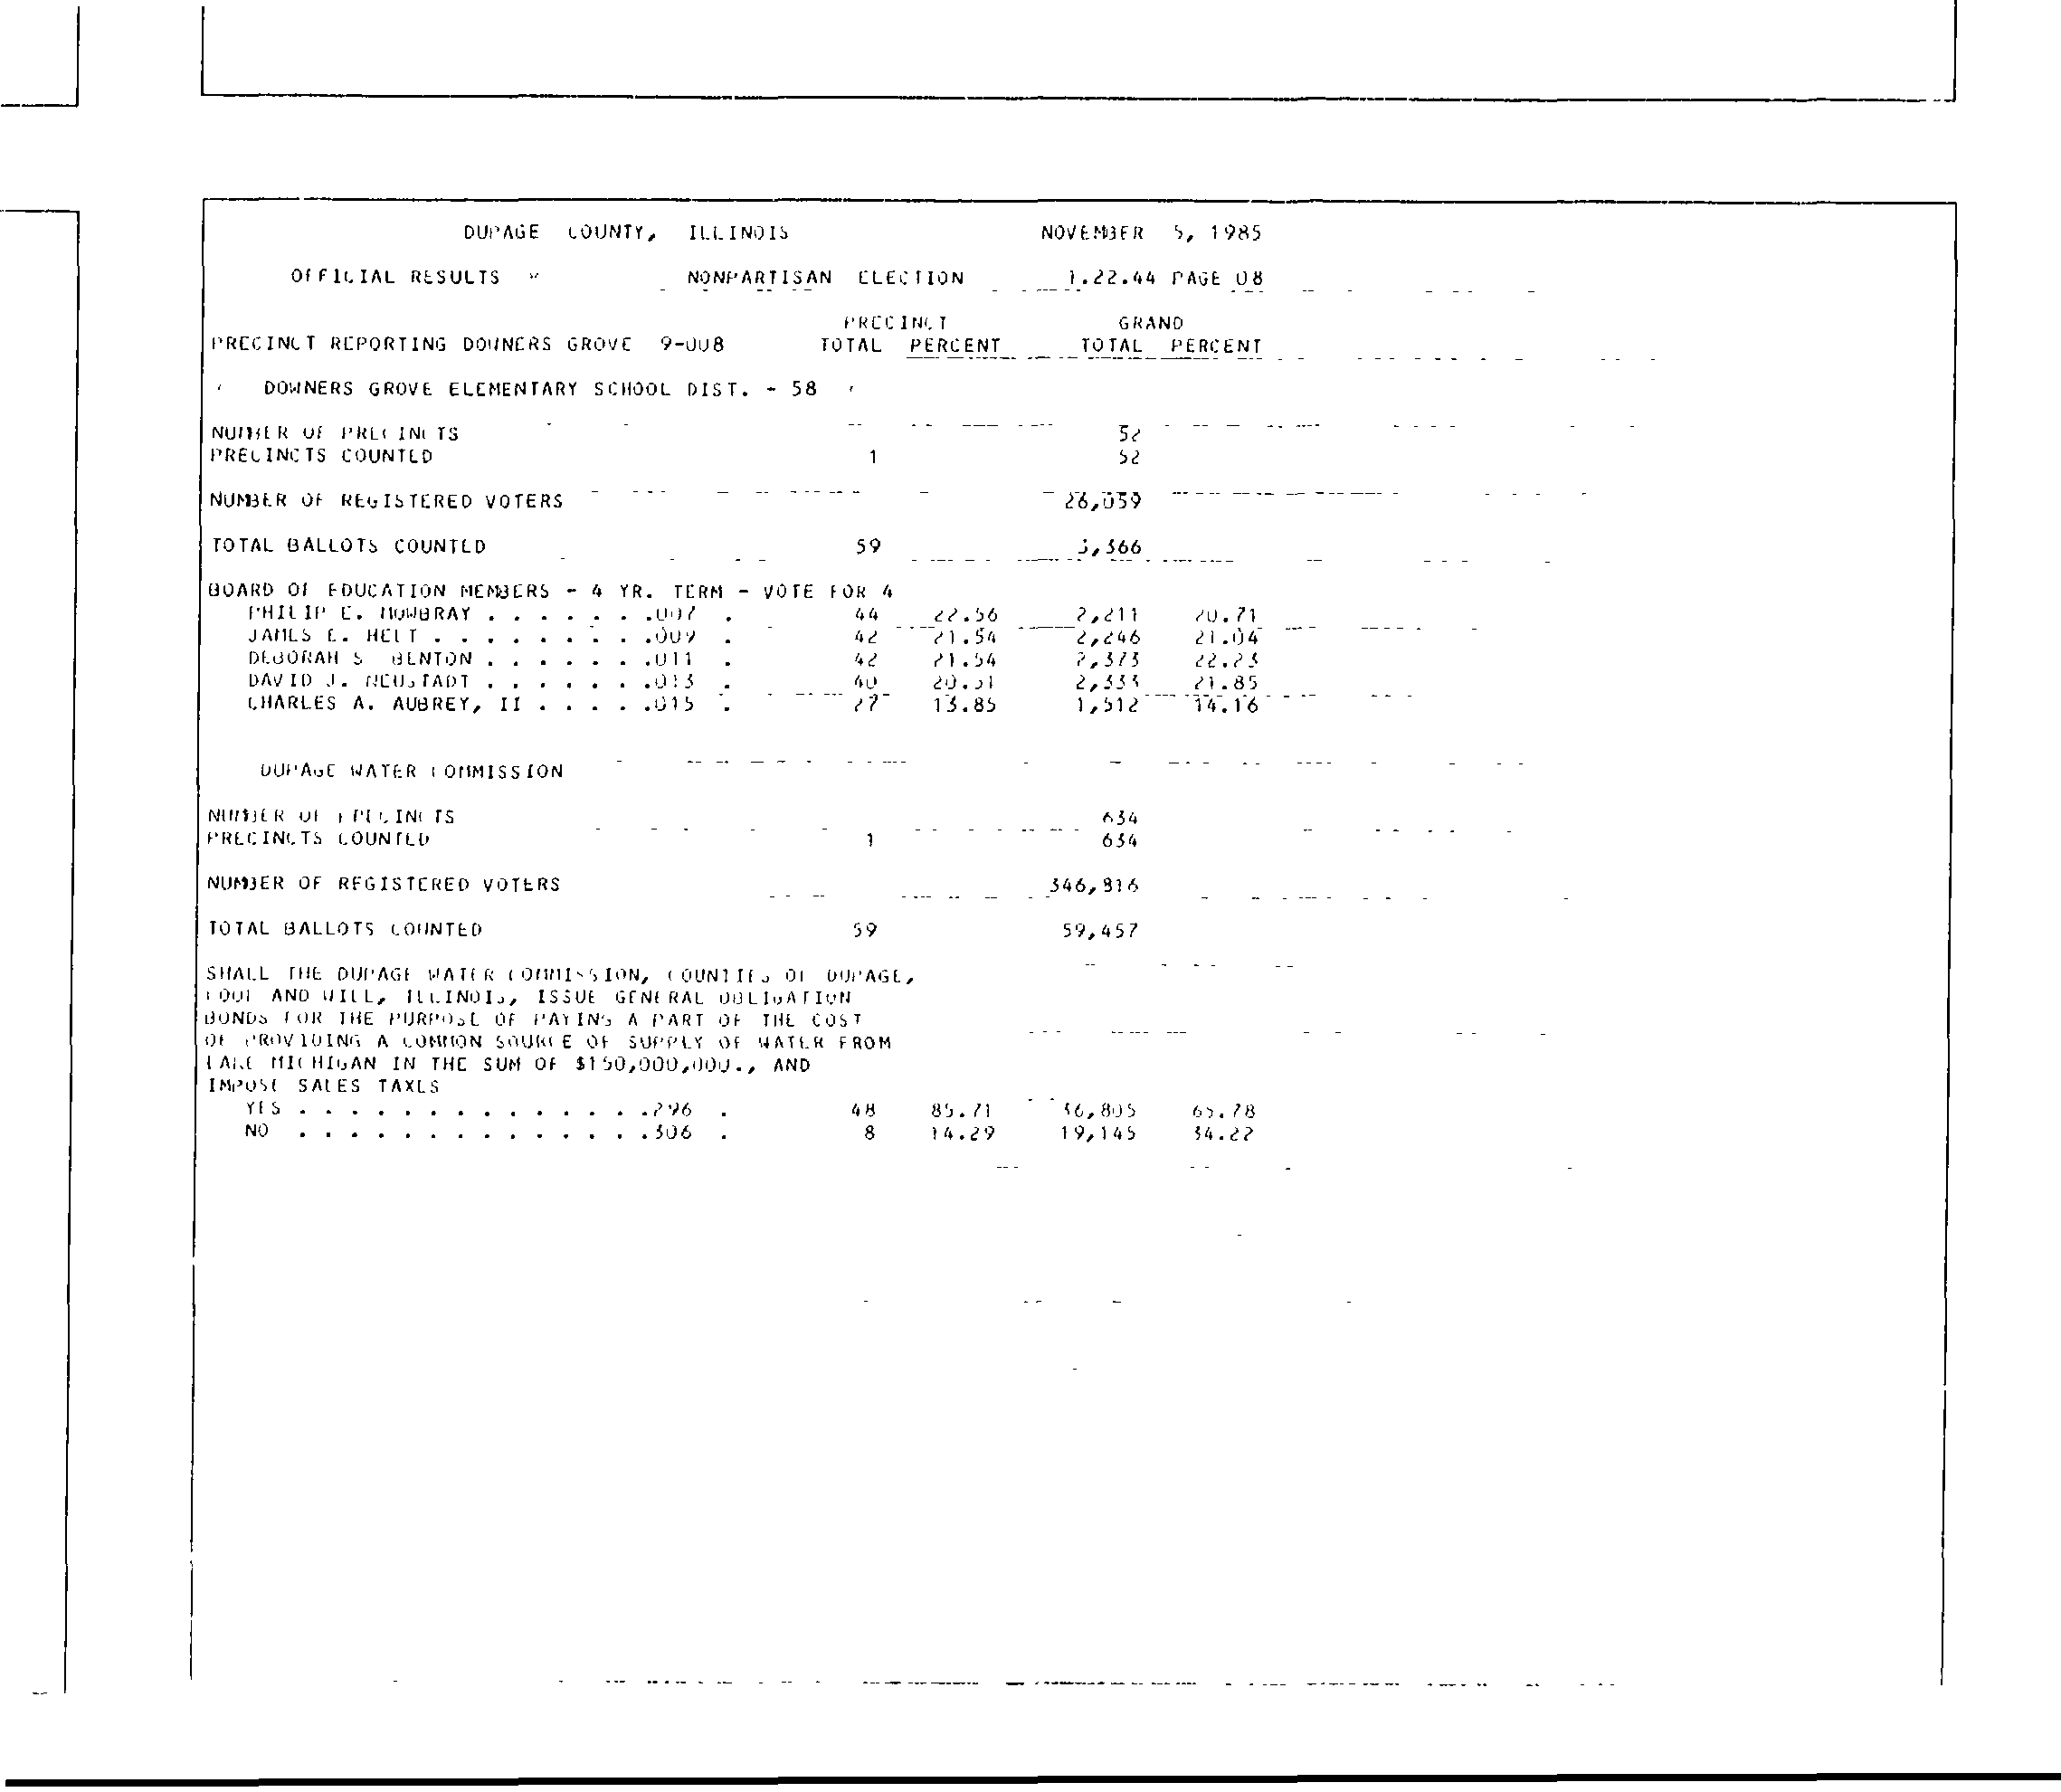 DUPAGE COUNTY, ILLINOIS NOVEMBER 5, 1985
OFFICIAL RESULTS NONPARTISAN ELECTION 1.22.44 PAGE 08
PRECINCT GRAND
PRECINCT REPORTING DOWNERS GROVE 9-008 TOTAL PERCENT TOTAL PERCENT
DOWNERS GROVE ELEMENTARY SCHOOL DIST. - 58
NUMBER OF PRECINCTS 52
PRECINCTS COUNTED 1 52
NUMBER OF REGISTERED VOTERS 26,059
TOTAL BALLOTS COUNTED 59 3,366
BOARD OF EDUCATION MEMBERS - 4 YR. TERM - VOTE FOR 4
PHILIP E. MOWBRAY . . . . . . .007 . 44 22.56 2,211 20.71
JAMES E. HELT . . . . . . . . .009 . 42 21.54 2,246 21.04
DEBORAH S BENTON . . . . . . .011 . 42 21.54 2,373 22.23
DAVID J. NEUSTADT . . . . . . .013 . 40 20.51 2,333 21.85
CHARLES A. AUBREY, II . . . . .015 . 27 13.85 1,512 14.16
DUPAGE WATER COMMISSION
NUMBER OF PRECINCTS 634
PRECINCTS COUNTED 1 634
NUMBER OF REGISTERED VOTERS 346,816
TOTAL BALLOTS COUNTED 59 59,457
SHALL THE DUPAGE WATER COMMISSION, COUNTIES OF DUPAGE,
COOK AND WILL, ILLINOIS, ISSUE GENERAL OBLIGATION
BONDS FOR THE PURPOSE OF PAYING A PART OF THE COST
OF PROVIDING A COMMON SOURCE OF SUPPLY OF WATER FROM
LAKE MICHIGAN IN THE SUM OF $150,000,000., AND
IMPOSE SALES TAXES
YES . . . . . . . . . . . . . .296 . 48 85.71 36,805 65.78
NO . . . . . . . . . . . . . .306 . 8 14.29 19,145 34.22